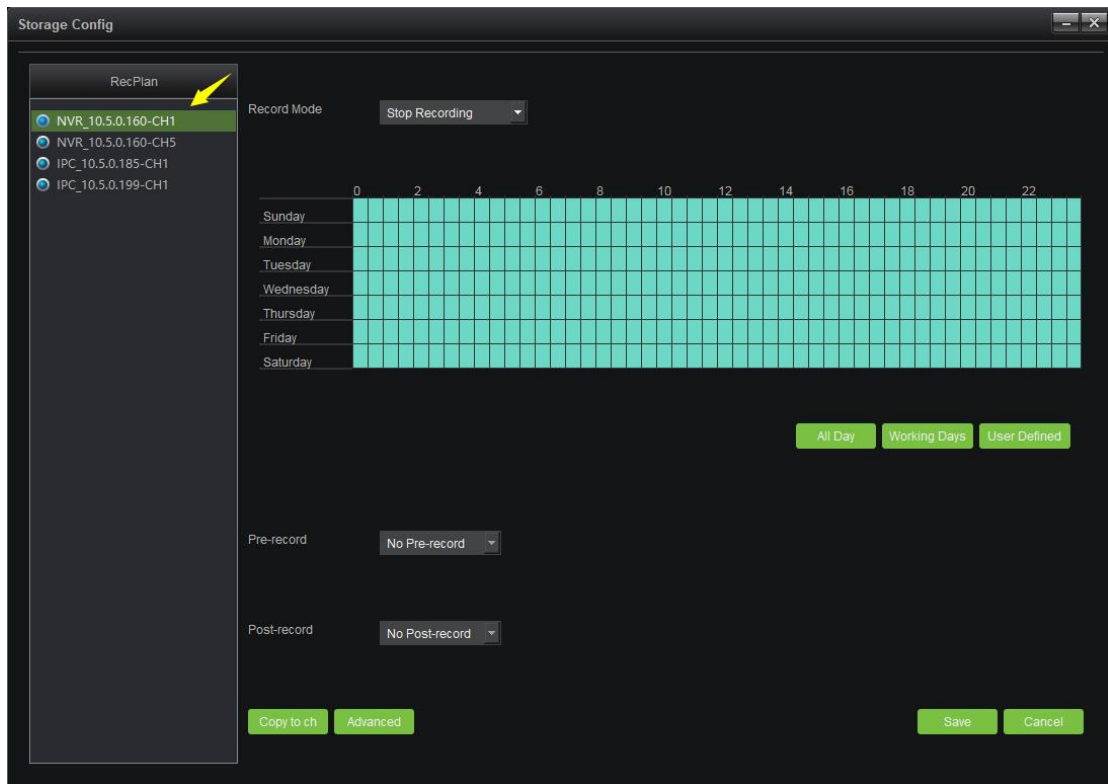 Storage Config
RecPlan
NVR_10.5.0.160-CH1
NVR_10.5.0.160-CH5
IPC_10.5.0.185-CH1
IPC_10.5.0.199-CH1
Record Mode
Stop Recording
0 2 4 6 8 10 12 14 16 18 20 22
Sunday
Monday
Tuesday
Wednesday
Thursday
Friday
Saturday
All Day Working Days User Defined
Pre-record No Pre-record
Post-record No Post-record
Copy to ch Advanced Save Cancel